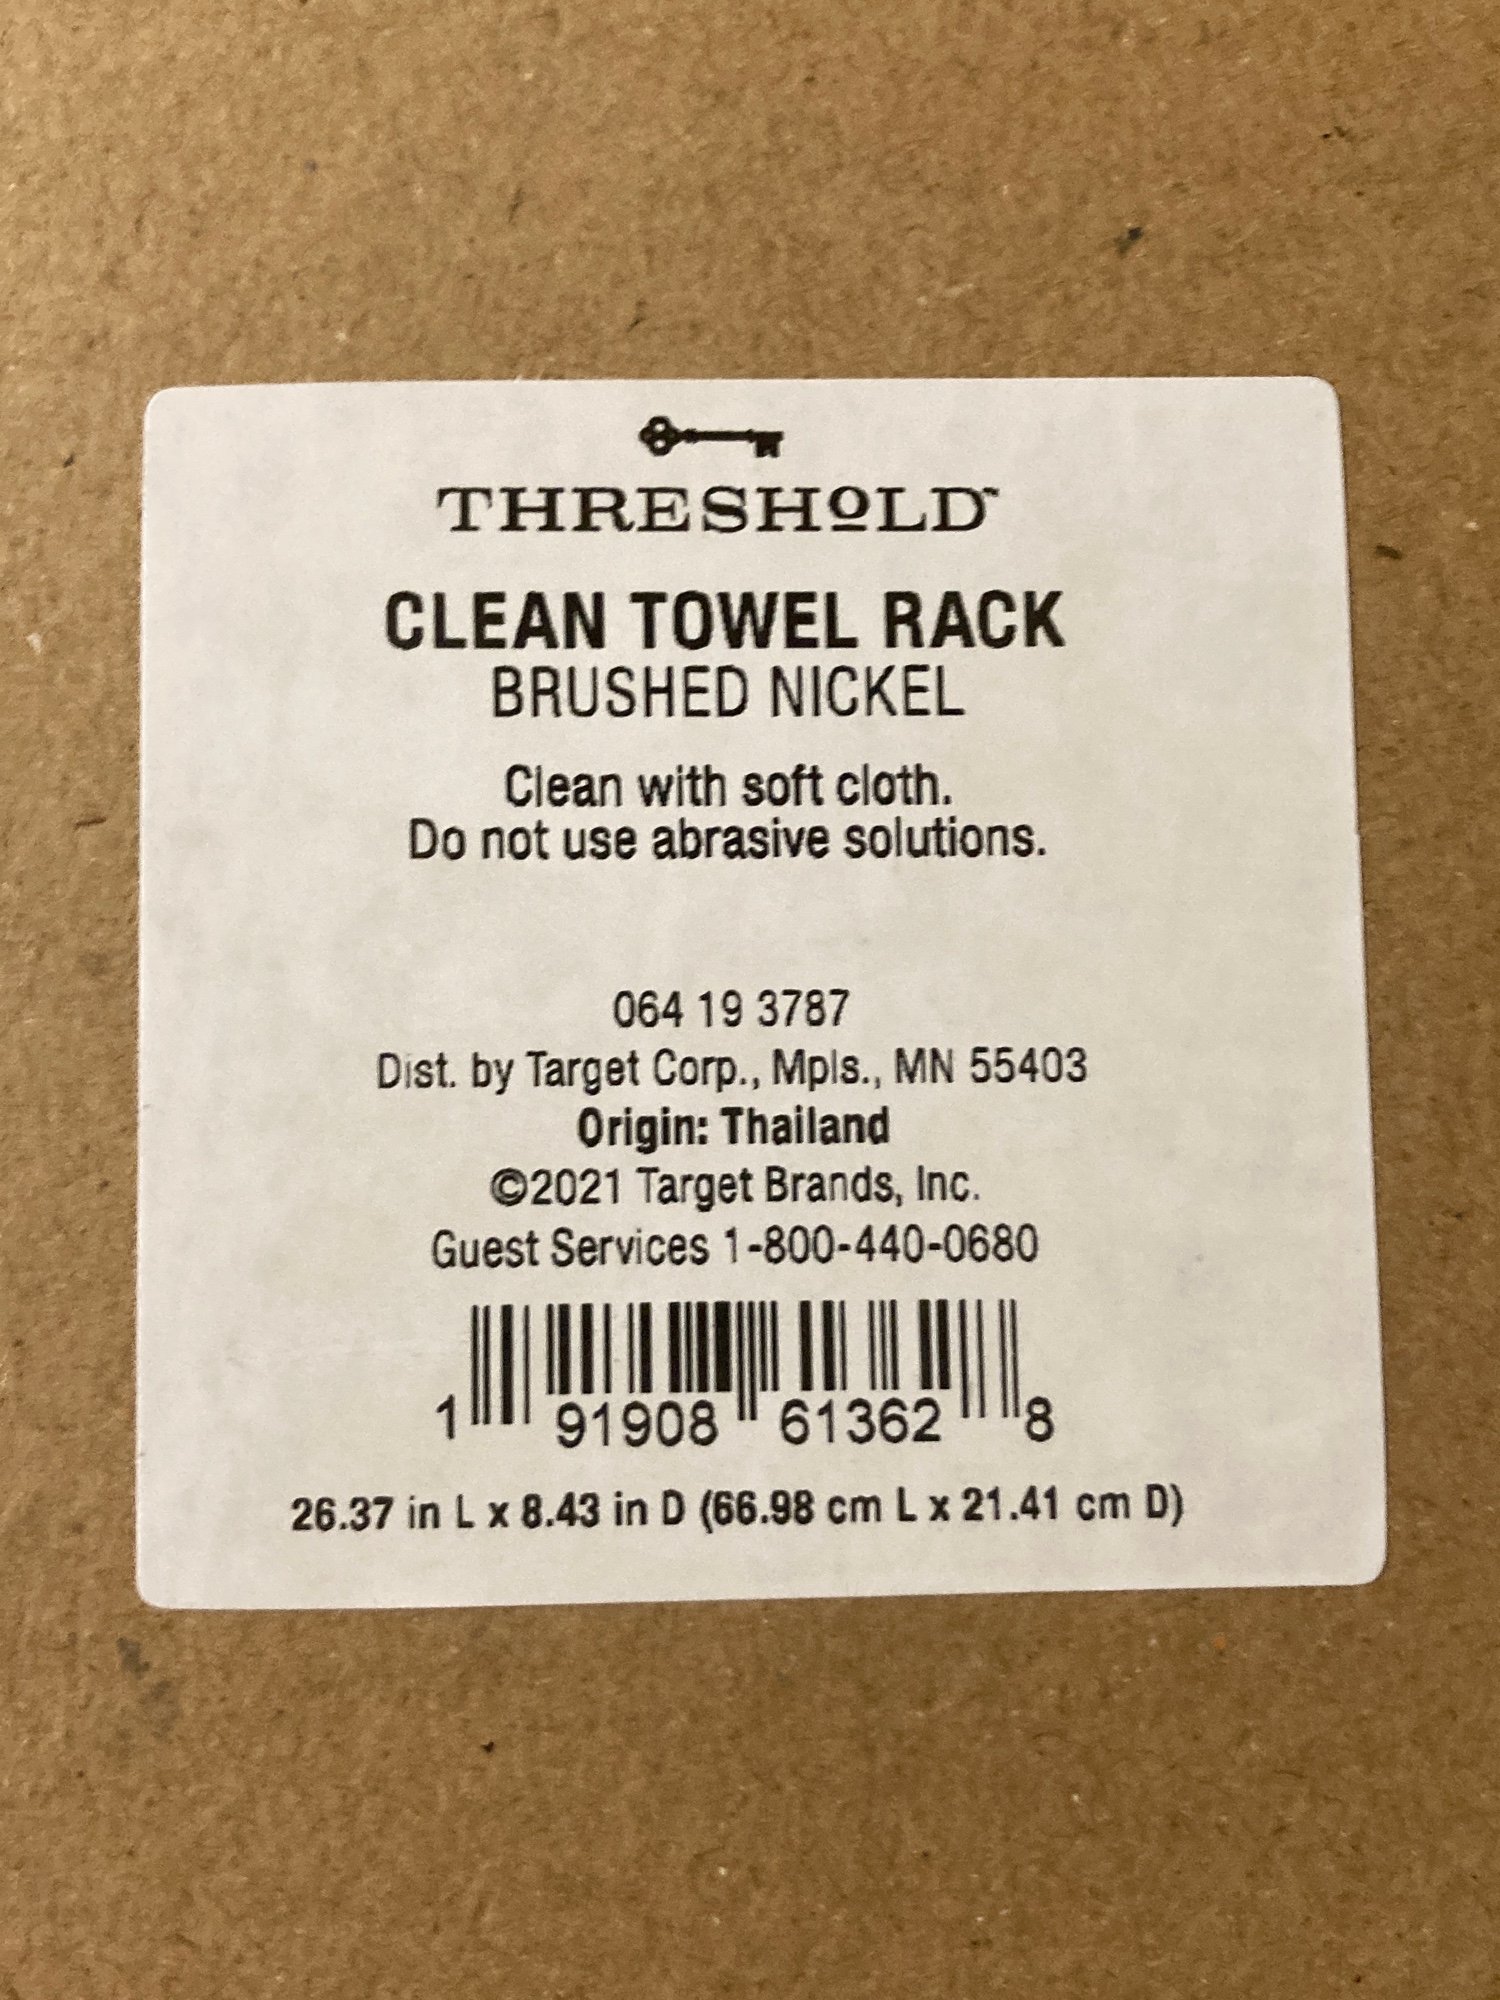 THRESHOLD™
CLEAN TOWEL RACK
BRUSHED NICKEL
Clean with soft cloth.
Do not use abrasive solutions.
064 19 3787
Dist. by Target Corp., Mpls., MN 55403
Origin: Thailand
©2021 Target Brands, Inc.
Guest Services 1-800-440-0680
1 91908 61362 8
26.37 in L x 8.43 in D (66.98 cm L x 21.41 cm D)